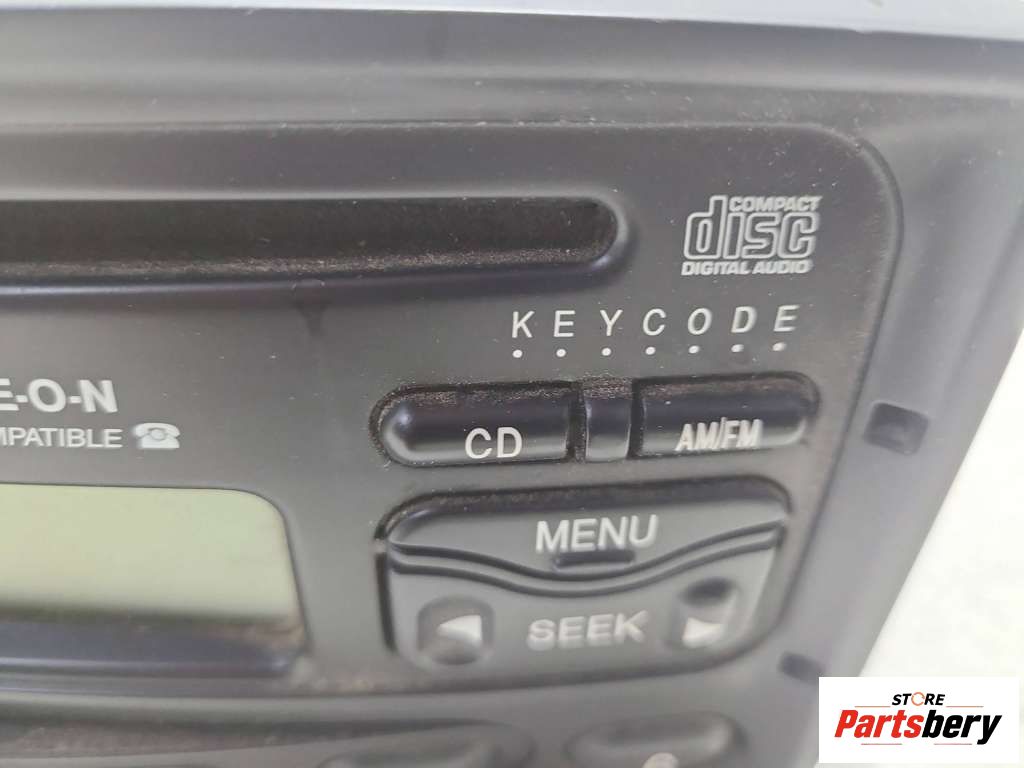 COMPACT
disc
DIGITAL AUDIO
KEYCODE
E-O-N
MPATIBLE
CD
AM/FM
MENU
SEEK
STORE
Partsbery